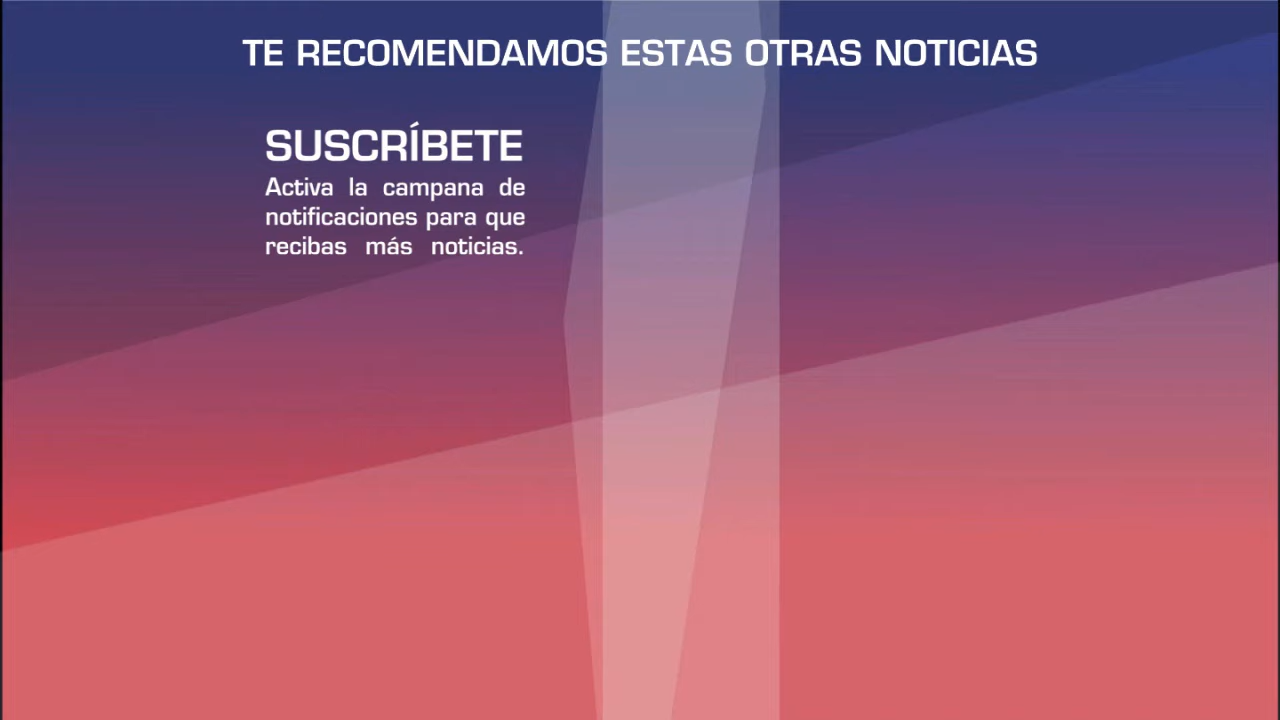 TE RECOMENDAMOS ESTAS OTRAS NOTICIAS
SUSCRÍBETE
Activa la campana de
notificaciones para que
recibas más noticias.